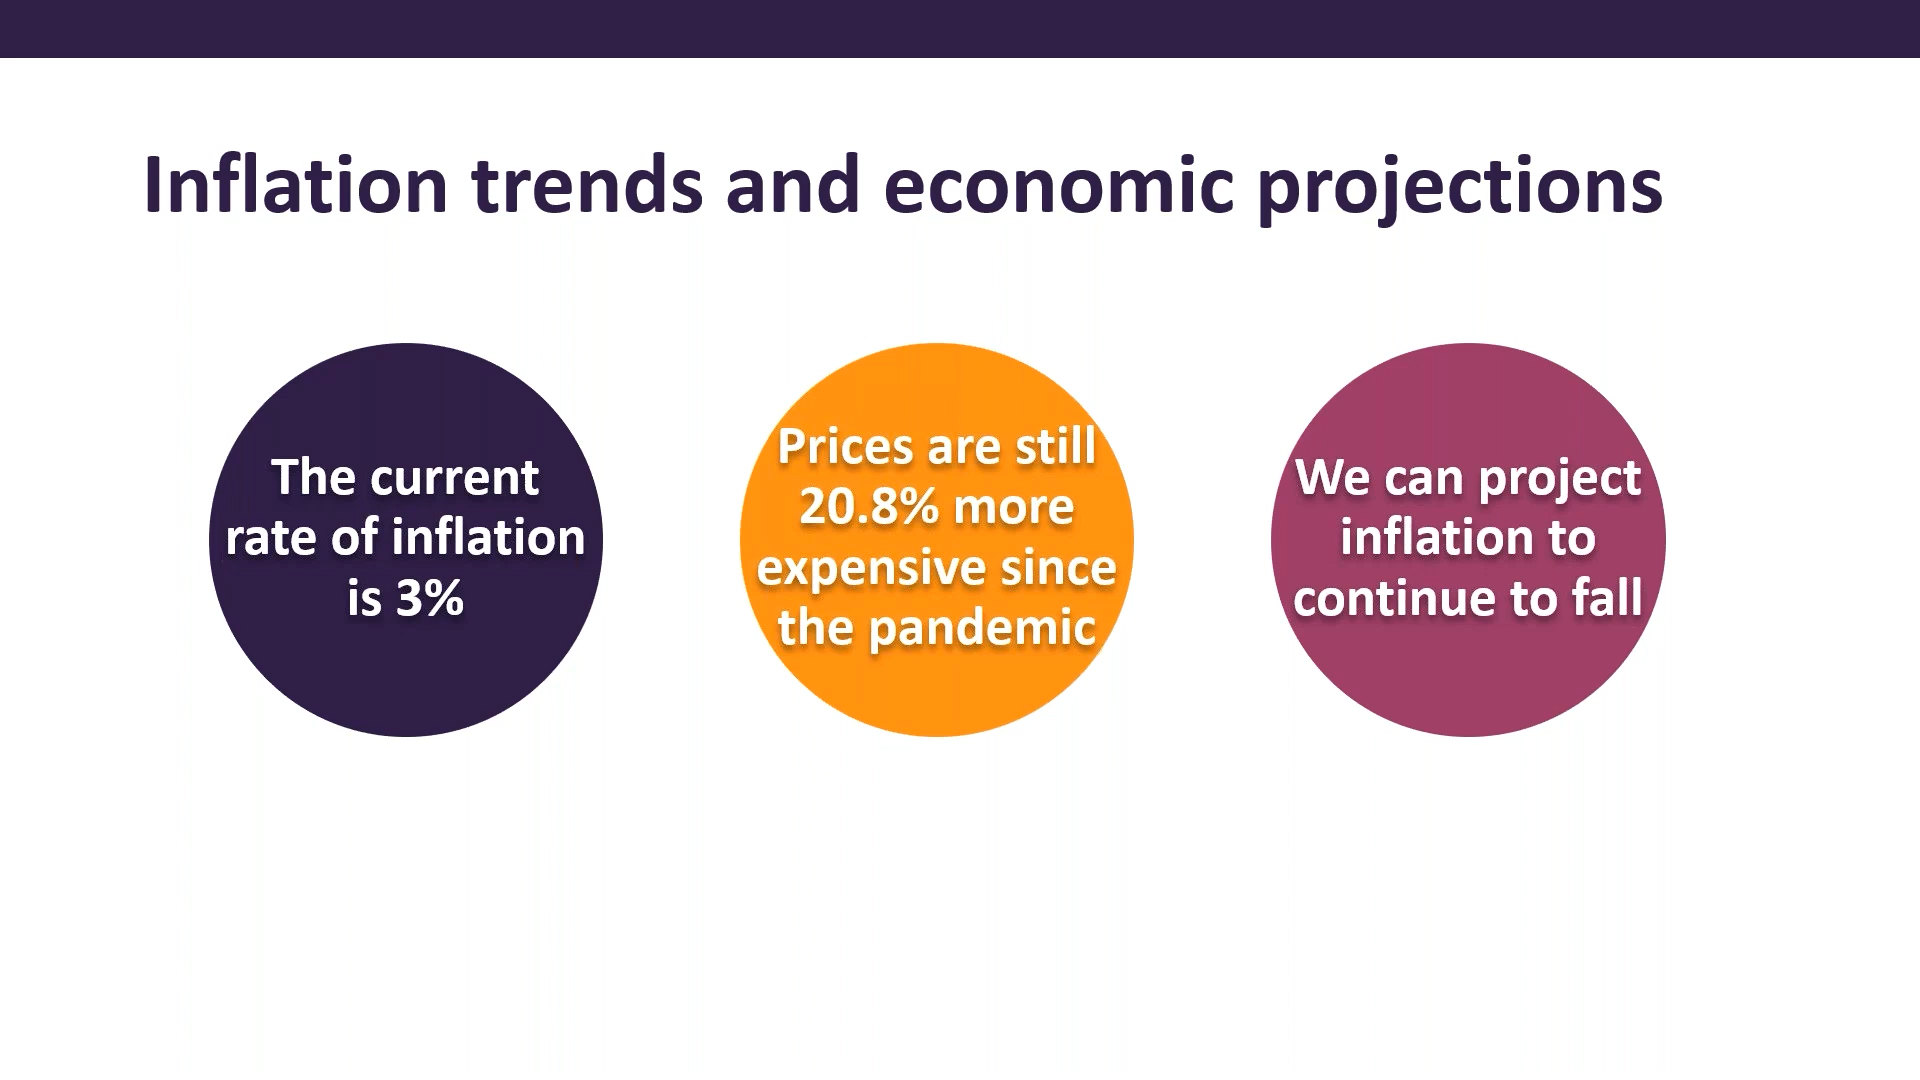 Inflation trends and economic projections
The current
rate of inflation
is 3%
Prices are still
20.8% more
expensive since
the pandemic
We can project
inflation to
continue to fall